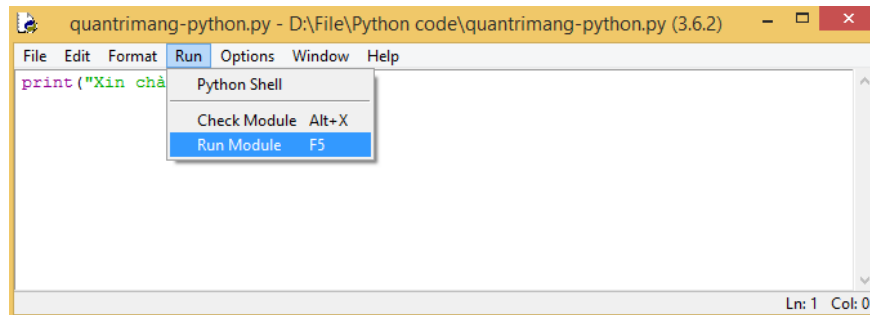 quantrimang-python.py - D:\File\Python code\quantrimang-python.py (3.6.2)
File Edit Format Run Options Window Help
print("Xin chà
Python Shell
Check Module Alt+X
Run Module F5
Ln: 1 Col: 0